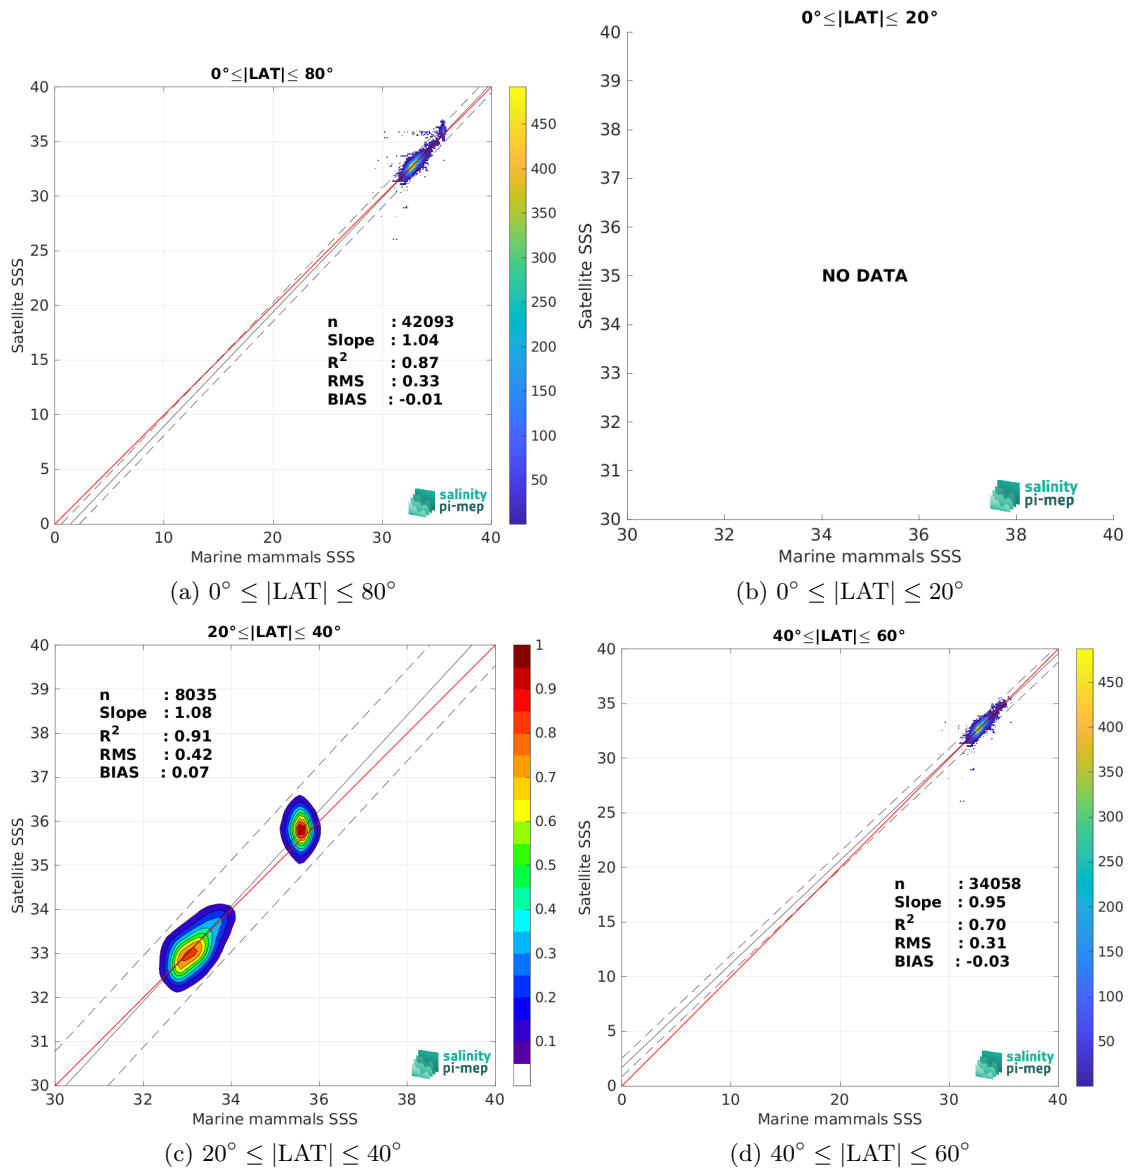 0°≤|LAT|≤ 80°
40
35
30
25
20
15
10
5
0
Satellite SSS
n : 42093
Slope : 1.04
R² : 0.87
RMS : 0.33
BIAS : -0.01
salinity
pi-mep
0 10 20 30 40
Marine mammals SSS
450
400
350
300
250
200
150
100
50
(a) 0° ≤ |LAT| ≤ 80°
0°≤|LAT|≤ 20°
40
39
38
37
36
35
34
33
32
31
30
Satellite SSS
NO DATA
salinity
pi-mep
30 32 34 36 38 40
Marine mammals SSS
(b) 0° ≤ |LAT| ≤ 20°
20°≤|LAT|≤ 40°
40
39
38
37
36
35
34
33
32
31
30
Satellite SSS
n : 8035
Slope : 1.08
R² : 0.91
RMS : 0.42
BIAS : 0.07
salinity
pi-mep
30 32 34 36 38 40
Marine mammals SSS
1
0.9
0.8
0.7
0.6
0.5
0.4
0.3
0.2
0.1
(c) 20° ≤ |LAT| ≤ 40°
40°≤|LAT|≤ 60°
40
35
30
25
20
15
10
5
0
Satellite SSS
n : 34058
Slope : 0.95
R² : 0.70
RMS : 0.31
BIAS : -0.03
salinity
pi-mep
0 10 20 30 40
Marine mammals SSS
450
400
350
300
250
200
150
100
50
(d) 40° ≤ |LAT| ≤ 60°